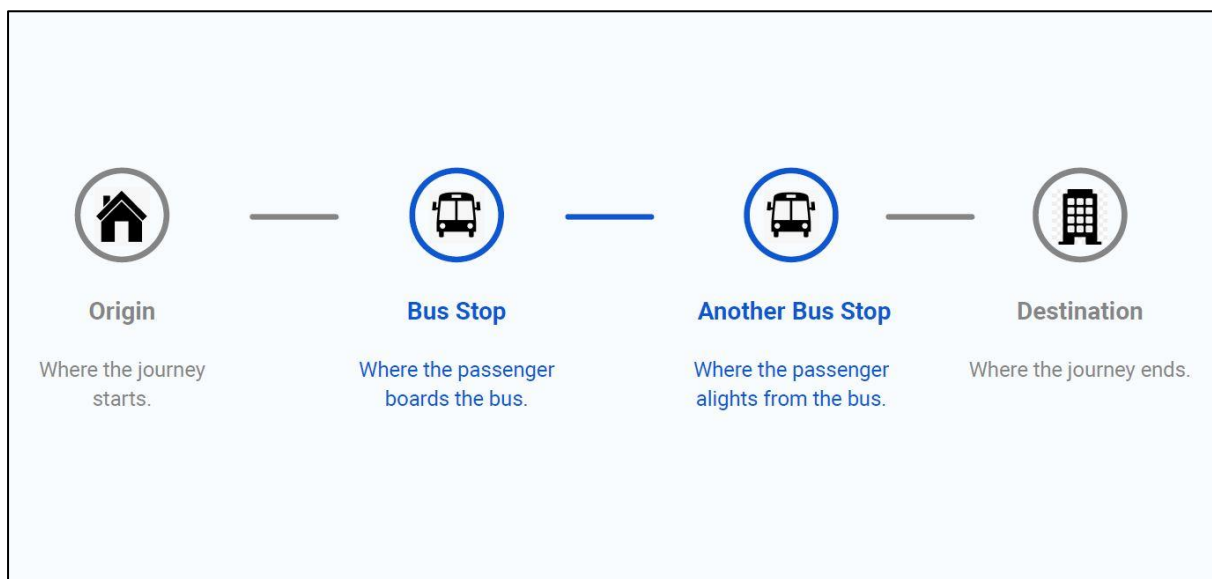 Origin
Where the journey
starts.
Bus Stop
Where the passenger
boards the bus.
Another Bus Stop
Where the passenger
alights from the bus.
Destination
Where the journey ends.